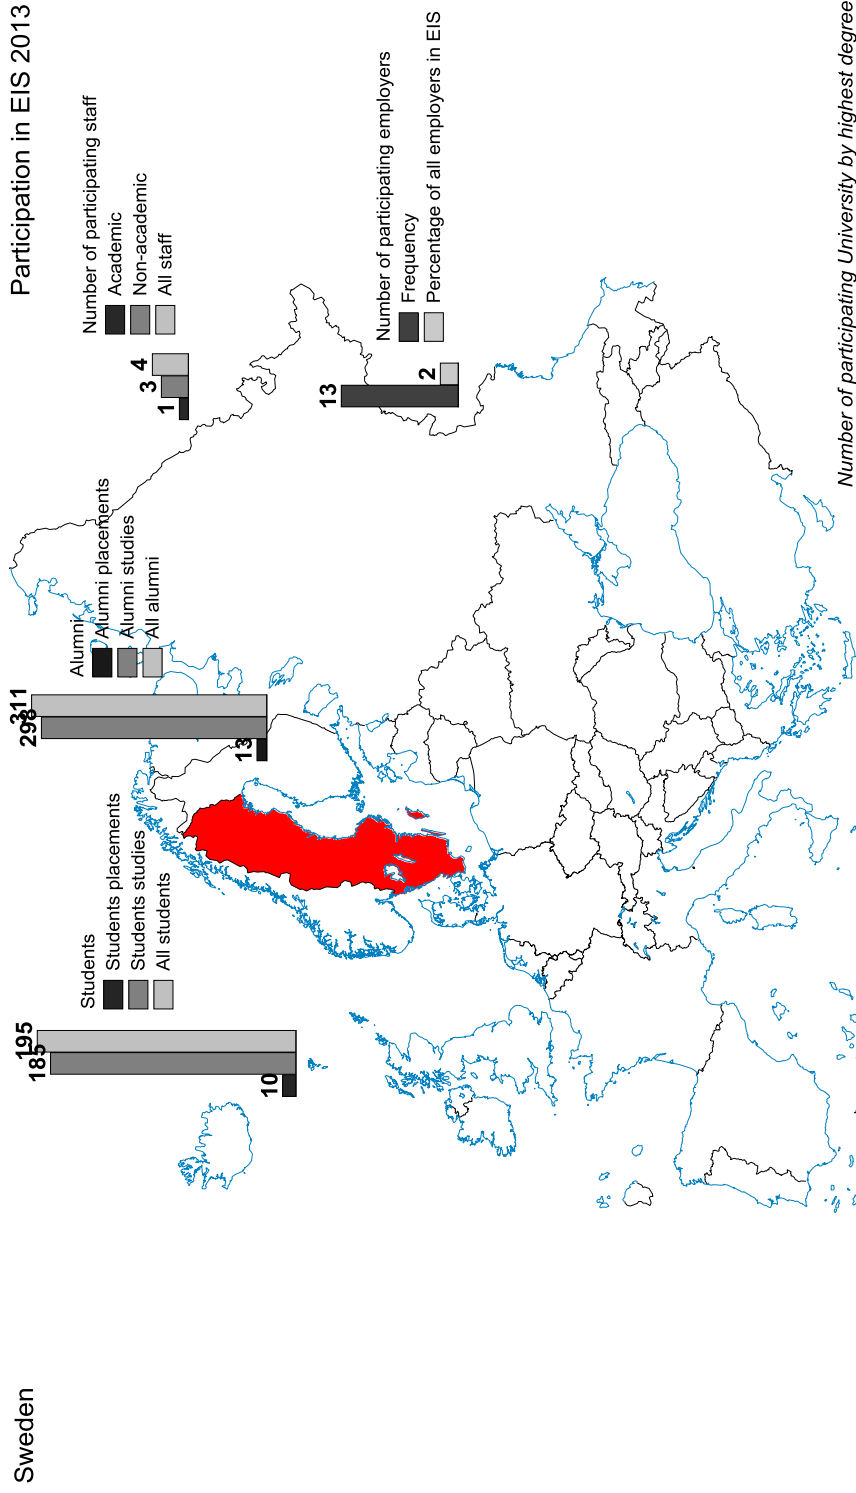 Sweden
Participation in EIS 2013
Students
Students placements
Students studies
All students
10
185
195
Alumni
Alumni placements
Alumni studies
All alumni
13
298
311
Number of participating staff
Academic
Non-academic
All staff
1
3
4
Number of participating employers
Frequency
Percentage of all employers in EIS
13
2
Number of participating University by highest degree